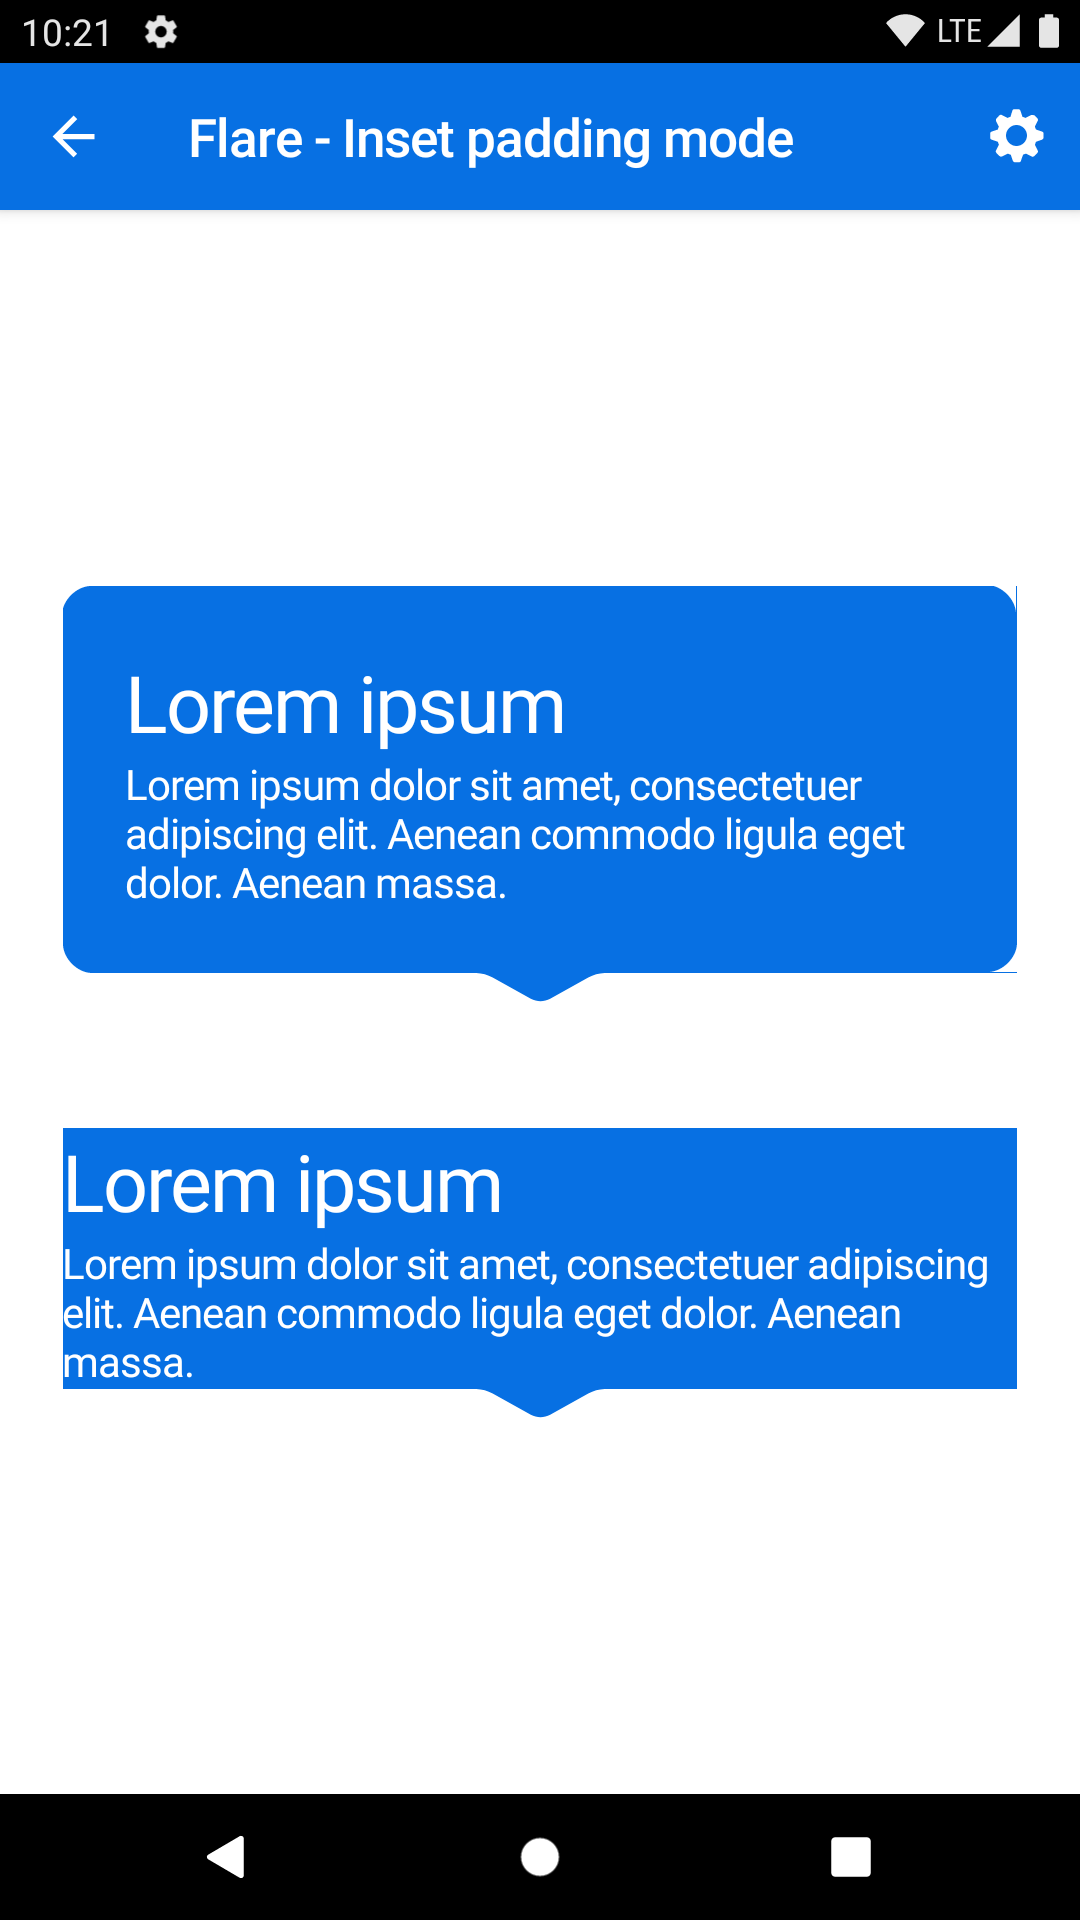 10:21
LTE
Flare - Inset padding mode
Lorem ipsum
Lorem ipsum dolor sit amet, consectetuer
adipiscing elit. Aenean commodo ligula eget
dolor. Aenean massa.
Lorem ipsum
Lorem ipsum dolor sit amet, consectetuer adipiscing
elit. Aenean commodo ligula eget dolor. Aenean
massa.